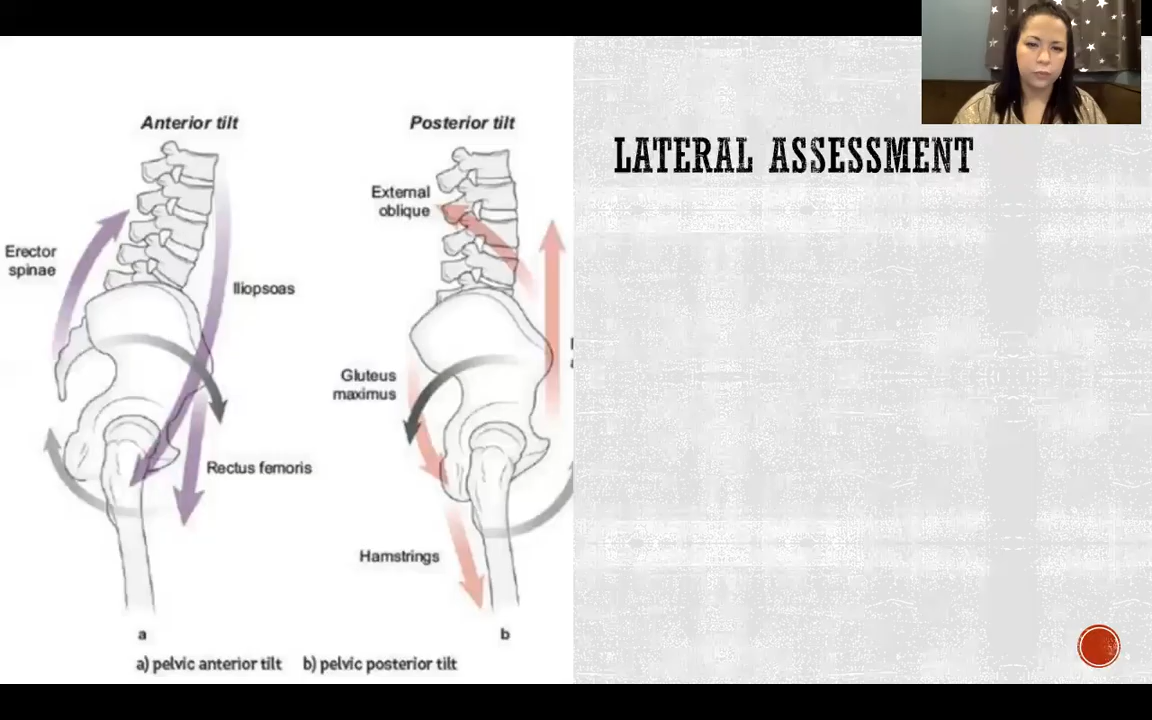 Anterior tilt
Erector
spinae
Iliopsoas
Rectus femoris
a
Posterior tilt
External
oblique
Gluteus
maximus
Hamstrings
b
a) pelvic anterior tilt b) pelvic posterior tilt
LATERAL ASSESSMENT